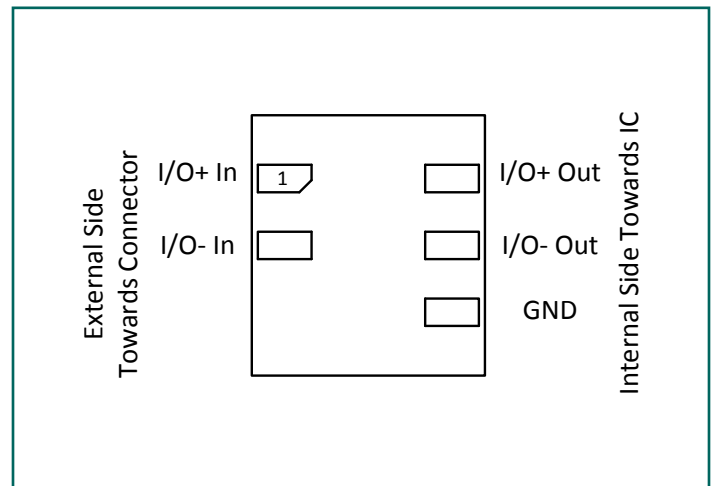 External Side
Towards Connector
I/O+ In
1
I/O+ Out
I/O- In
I/O- Out
GND
Internal Side Towards IC